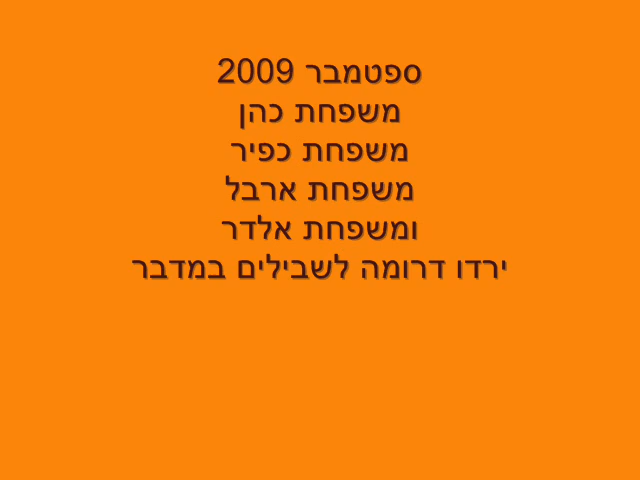 ספטמבר 2009
משפחת כהן
משפחת כפיר
משפחת ארבל
ומשפחת אלדר
ירדו דרומה לשבילים במדבר